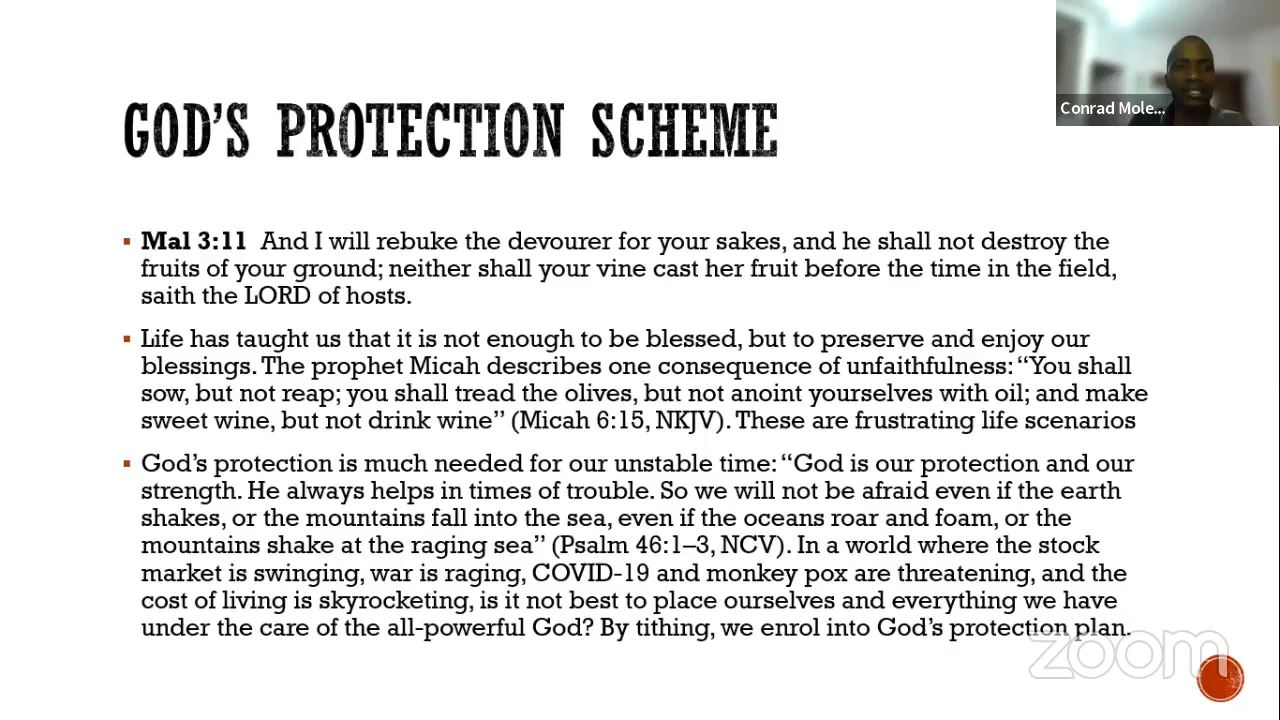 Conrad Mole...
GOD'S PROTECTION SCHEME
▪ Mal 3:11 And I will rebuke the devourer for your sakes, and he shall not destroy the
fruits of your ground; neither shall your vine cast her fruit before the time in the field,
saith the LORD of hosts.
▪ Life has taught us that it is not enough to be blessed, but to preserve and enjoy our
blessings. The prophet Micah describes one consequence of unfaithfulness: “You shall
sow, but not reap; you shall tread the olives, but not anoint yourselves with oil; and make
sweet wine, but not drink wine” (Micah 6:15, NKJV). These are frustrating life scenarios
▪ God’s protection is much needed for our unstable time: “God is our protection and our
strength. He always helps in times of trouble. So we will not be afraid even if the earth
shakes, or the mountains fall into the sea, even if the oceans roar and foam, or the
mountains shake at the raging sea” (Psalm 46:1–3, NCV). In a world where the stock
market is swinging, war is raging, COVID-19 and monkey pox are threatening, and the
cost of living is skyrocketing, is it not best to place ourselves and everything we have
under the care of the all-powerful God? By tithing, we enrol into God’s protection plan.
zoom